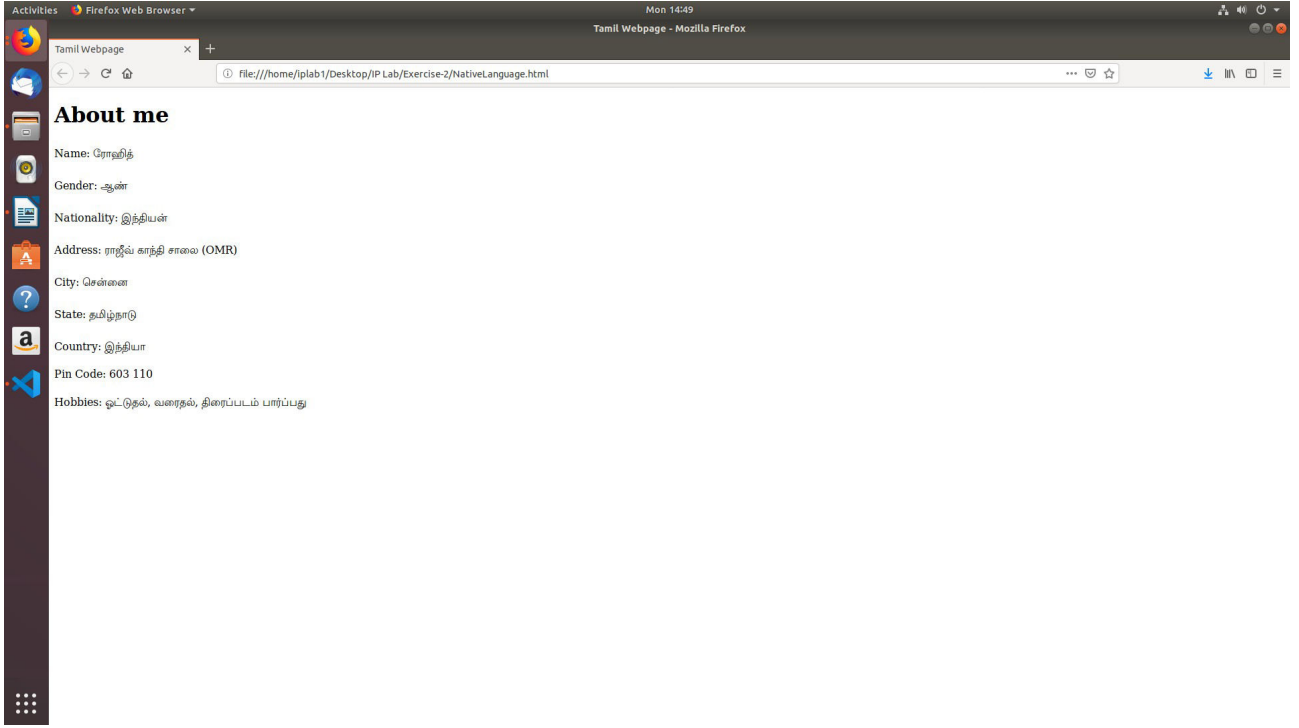 Activities Firefox Web Browser Mon 14:49
Tamil Webpage - Mozilla Firefox
Tamil Webpage
file:///home/iplab1/Desktop/IP Lab/Exercise-2/NativeLanguage.html
About me
Name: ரோஹித்
Gender: ஆண்
Nationality: இந்தியன்
Address: ராஜீவ் காந்தி சாலை (OMR)
City: சென்னை
State: தமிழ்நாடு
Country: இந்தியா
Pin Code: 603 110
Hobbies: ஓட்டுதல், வரைதல், திரைப்படம் பார்ப்பது